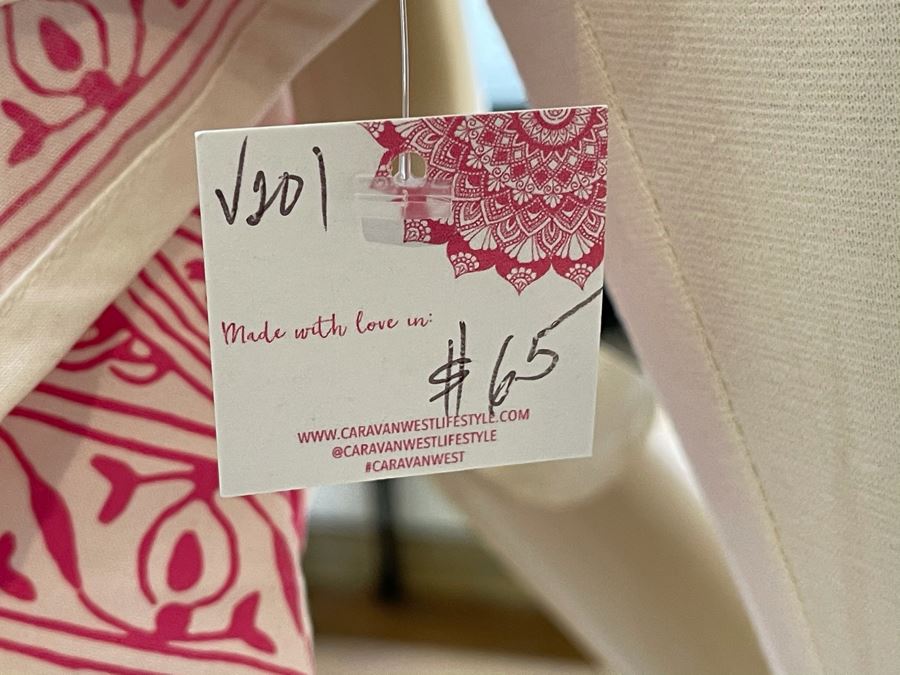 V201
Made with love in:
$65
WWW.CARAVANWESTLIFESTYLE.COM
@CARAVANWESTLIFESTYLE
#CARAVANWEST